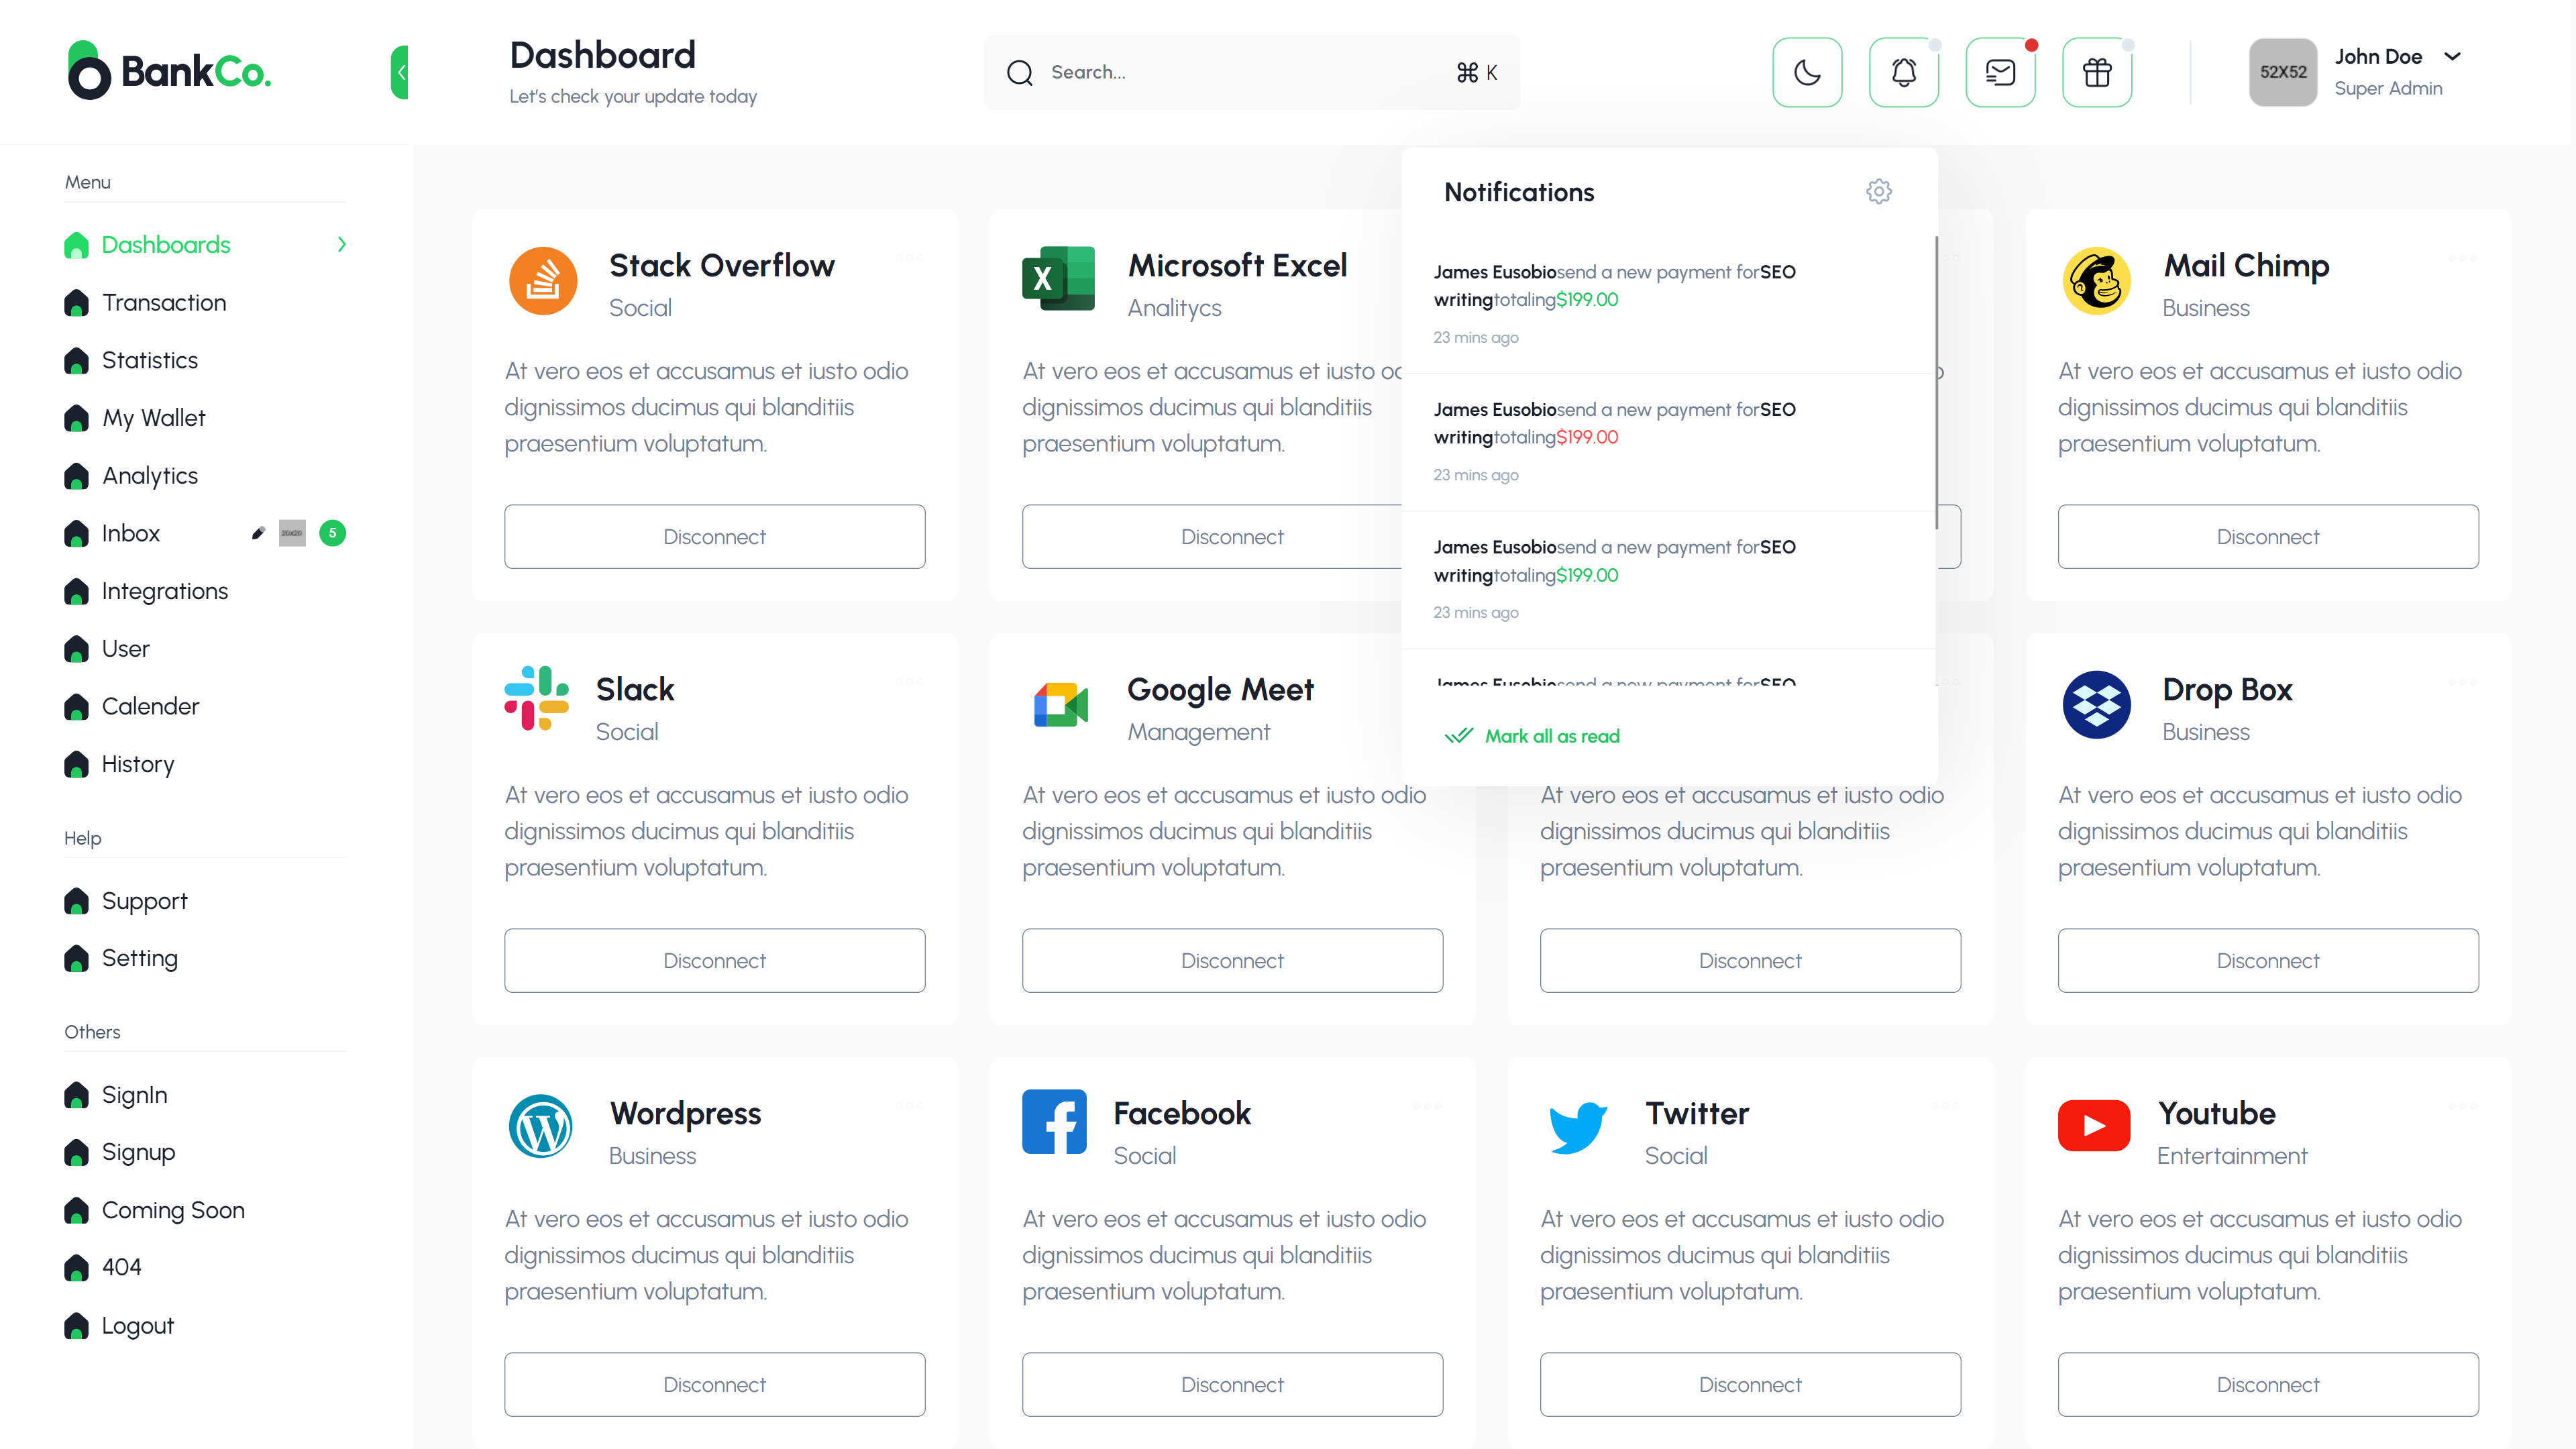 BankCo.
Dashboard
Let's check your update today
Search...
⌘ K
52X52
John Doe
Super Admin
Menu
Dashboards
Transaction
Statistics
My Wallet
Analytics
Inbox
5
Integrations
User
Calender
History
Help
Support
Setting
Others
SignIn
Signup
Coming Soon
404
Logout
Notifications
James Eusobiosend a new payment forSEO
writingtotaling$199.00
23 mins ago
James Eusobiosend a new payment forSEO
writingtotaling$199.00
23 mins ago
James Eusobiosend a new payment forSEO
writingtotaling$199.00
23 mins ago
James Eusobiosend a new payment forSEO
Mark all as read
Stack Overflow
Social
At vero eos et accusamus et iusto odio
dignissimos ducimus qui blanditiis
praesentium voluptatum.
Disconnect
Microsoft Excel
Analitycs
At vero eos et accusamus et iusto
dignissimos ducimus qui blanditiis
praesentium voluptatum.
Disconnect
Mail Chimp
Business
At vero eos et accusamus et iusto odio
dignissimos ducimus qui blanditiis
praesentium voluptatum.
Disconnect
Slack
Social
At vero eos et accusamus et iusto odio
dignissimos ducimus qui blanditiis
praesentium voluptatum.
Disconnect
Google Meet
Management
At vero eos et accusamus et iusto odio
dignissimos ducimus qui blanditiis
praesentium voluptatum.
Disconnect
At vero eos et accusamus et iusto odio
dignissimos ducimus qui blanditiis
praesentium voluptatum.
Disconnect
Drop Box
Business
At vero eos et accusamus et iusto odio
dignissimos ducimus qui blanditiis
praesentium voluptatum.
Disconnect
Wordpress
Business
At vero eos et accusamus et iusto odio
dignissimos ducimus qui blanditiis
praesentium voluptatum.
Disconnect
Facebook
Social
At vero eos et accusamus et iusto odio
dignissimos ducimus qui blanditiis
praesentium voluptatum.
Disconnect
Twitter
Social
At vero eos et accusamus et iusto odio
dignissimos ducimus qui blanditiis
praesentium voluptatum.
Disconnect
Youtube
Entertainment
At vero eos et accusamus et iusto odio
dignissimos ducimus qui blanditiis
praesentium voluptatum.
Disconnect